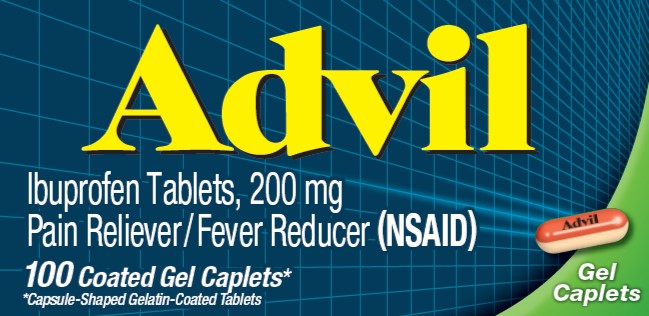 Advil
Ibuprofen Tablets, 200 mg
Pain Reliever/Fever Reducer (NSAID)
100 Coated Gel Caplets*
*Capsule-Shaped Gelatin-Coated Tablets
Advil
Gel
Caplets